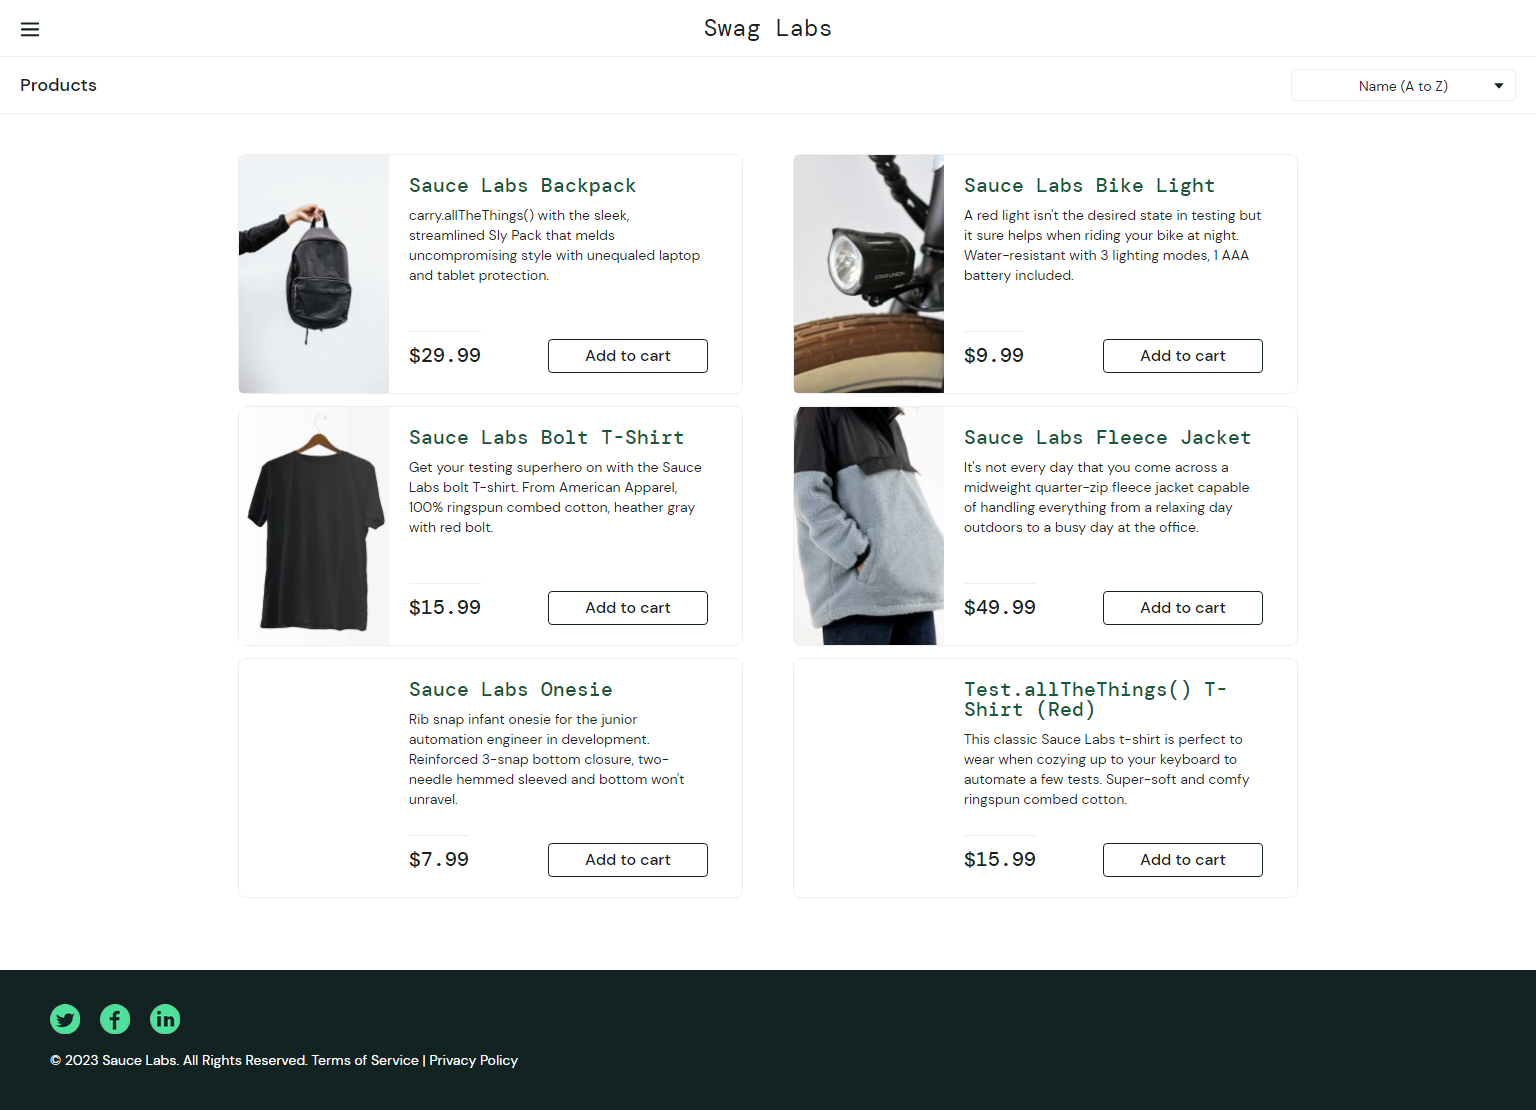 Swag Labs
Products
Name (A to Z)
Sauce Labs Backpack
carry.allTheThings() with the sleek,
streamlined Sly Pack that melds
uncompromising style with unequaled laptop
and tablet protection.
$29.99
Add to cart
Sauce Labs Bike Light
A red light isn't the desired state in testing but
it sure helps when riding your bike at night.
Water-resistant with 3 lighting modes, 1 AAA
battery included.
$9.99
Add to cart
Sauce Labs Bolt T-Shirt
Get your testing superhero on with the Sauce
Labs bolt T-shirt. From American Apparel,
100% ringspun combed cotton, heather gray
with red bolt.
$15.99
Add to cart
Sauce Labs Fleece Jacket
It's not every day that you come across a
midweight quarter-zip fleece jacket capable
of handling everything from a relaxing day
outdoors to a busy day at the office.
$49.99
Add to cart
Sauce Labs Onesie
Rib snap infant onesie for the junior
automation engineer in development.
Reinforced 3-snap bottom closure, two-
needle hemmed sleeved and bottom won't
unravel.
$7.99
Add to cart
Test.allTheThings() T-
Shirt (Red)
This classic Sauce Labs t-shirt is perfect to
wear when cozying up to your keyboard to
automate a few tests. Super-soft and comfy
ringspun combed cotton.
$15.99
Add to cart
© 2023 Sauce Labs. All Rights Reserved. Terms of Service | Privacy Policy